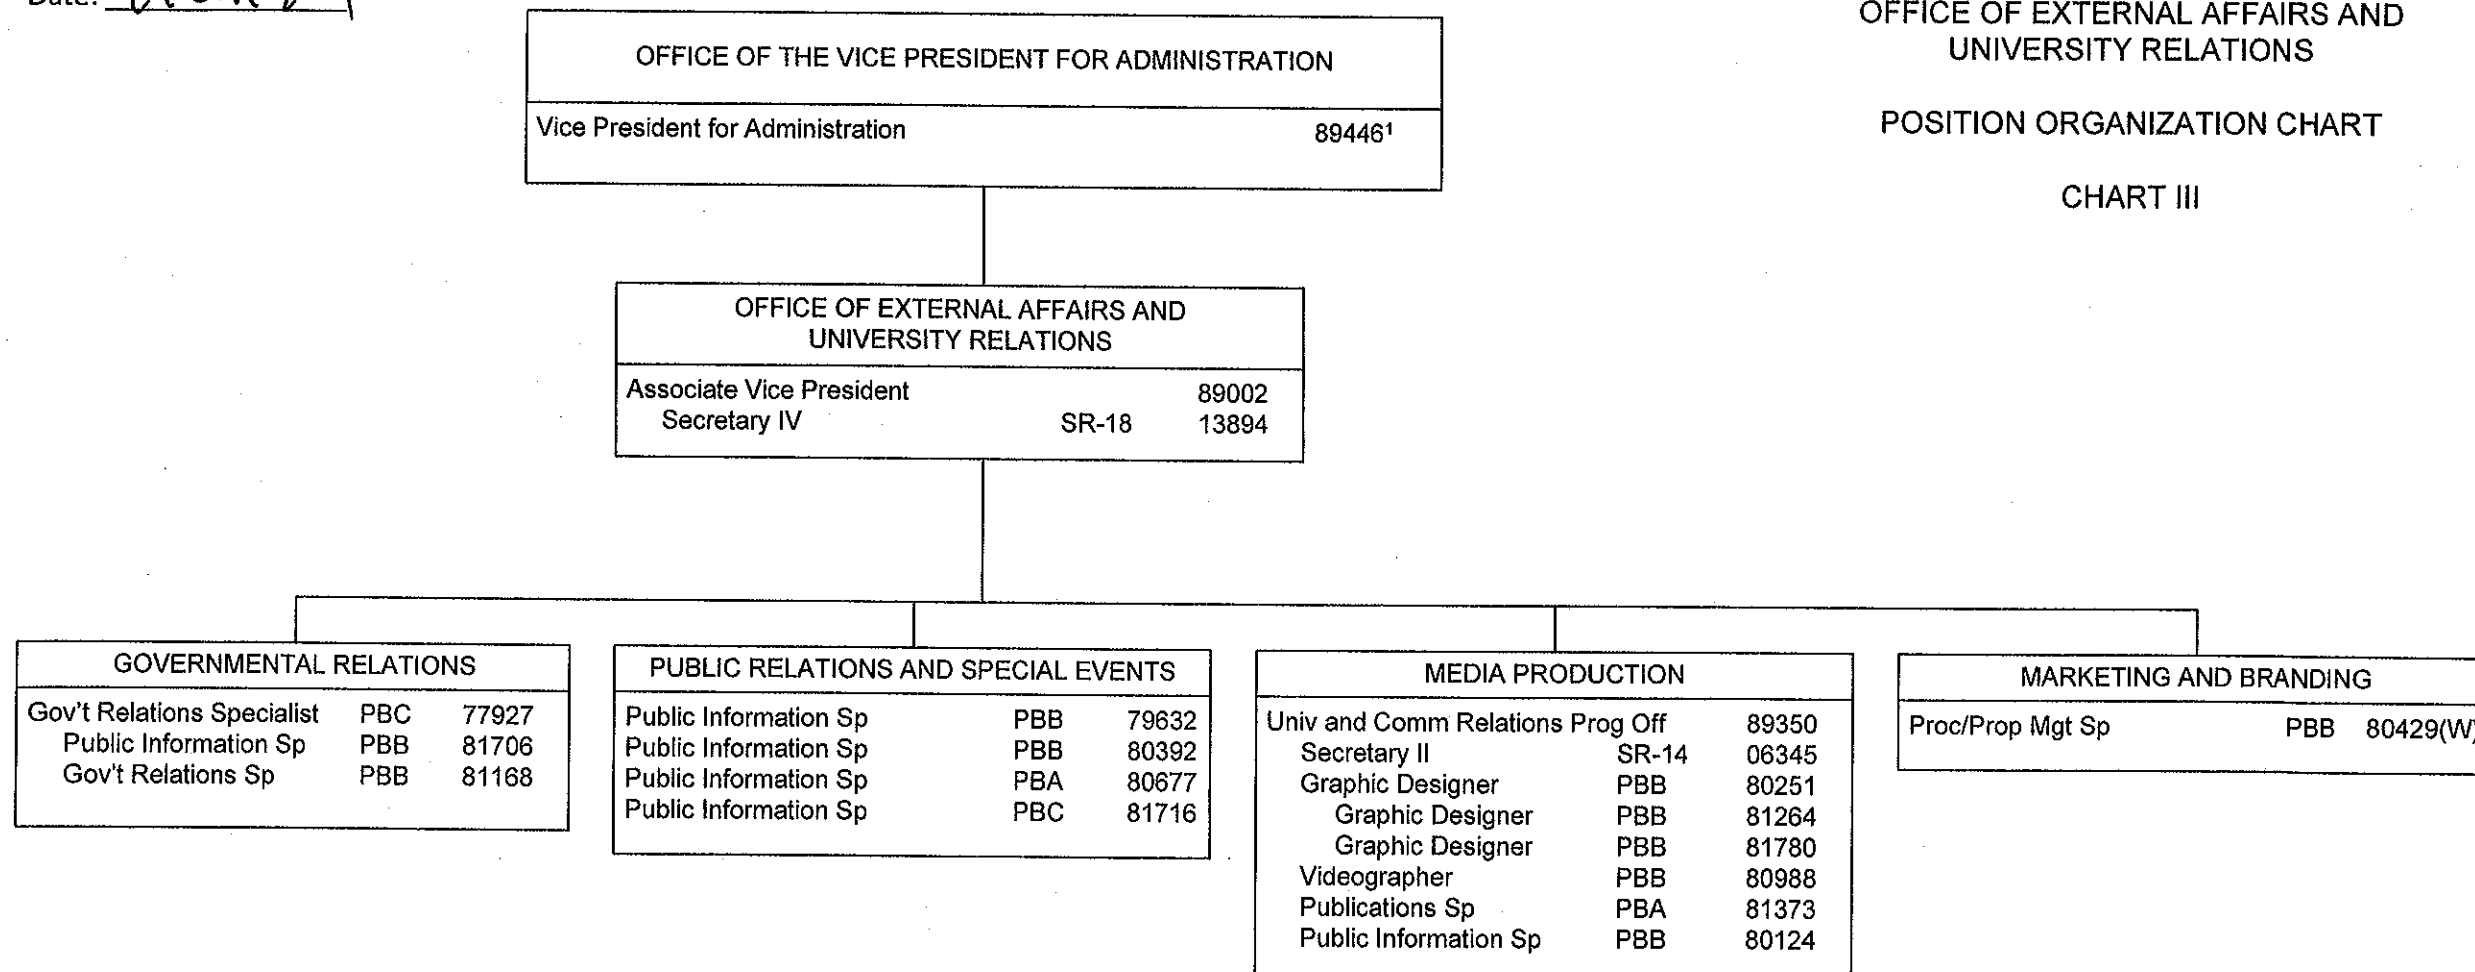 Date:
OFFICE OF EXTERNAL AFFAIRS AND
UNIVERSITY RELATIONS
POSITION ORGANIZATION CHART
CHART III
OFFICE OF THE VICE PRESIDENT FOR ADMINISTRATION
Vice President for Administration 89446¹
OFFICE OF EXTERNAL AFFAIRS AND
UNIVERSITY RELATIONS
Associate Vice President 89002
Secretary IV SR-18 13894
GOVERNMENTAL RELATIONS
Gov't Relations Specialist PBC 77927
Public Information Sp PBB 81706
Gov't Relations Sp PBB 81168
PUBLIC RELATIONS AND SPECIAL EVENTS
Public Information Sp PBB 79632
Public Information Sp PBB 80392
Public Information Sp PBA 80677
Public Information Sp PBC 81716
MEDIA PRODUCTION
Univ and Comm Relations Prog Off 89350
Secretary II SR-14 06345
Graphic Designer PBB 80251
Graphic Designer PBB 81264
Graphic Designer PBB 81780
Videographer PBB 80988
Publications Sp PBA 81373
Public Information Sp PBB 80124
MARKETING AND BRANDING
Proc/Prop Mgt Sp PBB 80429(W)